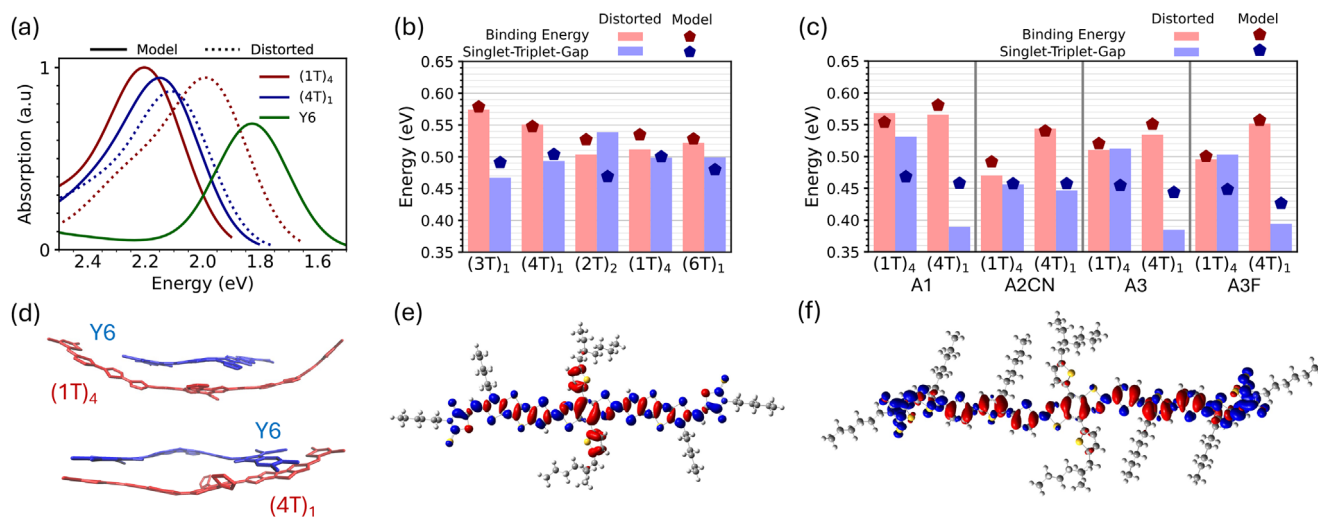 (a)
Model Distorted
(1T)4
(4T)1
Y6
1
0
Absorption (a.u)
2.4 2.2 2.0 1.8 1.6
Energy (eV)
(b)
Distorted Model
Binding Energy
Singlet-Triplet-Gap
0.65
0.60
0.55
0.50
0.45
0.40
0.35
Energy (eV)
(3T)1 (4T)1 (2T)2 (1T)4 (6T)1
(c)
Distorted Model
Binding Energy
Singlet-Triplet-Gap
0.65
0.60
0.55
0.50
0.45
0.40
0.35
Energy (eV)
(1T)4 (4T)1 (1T)4 (4T)1 (1T)4 (4T)1 (1T)4 (4T)1
A1 A2CN A3 A3F
(d)
Y6
(1T)4
Y6
(4T)1
(e)
(f)